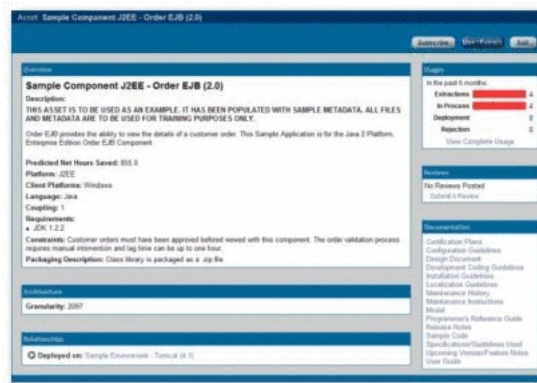 Asset Sample Component J2EE - Order EJB (2.0)
Subscribe
Edit
Overview
Sample Component J2EE - Order EJB (2.0)
Description:
THIS ASSET IS TO BE USED AS AN EXAMPLE. IT HAS BEEN POPULATED WITH SAMPLE METADATA. ALL FILES
AND METADATA ARE TO BE USED FOR TRAINING PURPOSES ONLY.
Order EJB provides the ability to view the details of a customer order. This Sample Application is for the Java 2 Platform,
Enterprise Edition Order EJB Component
Predicted Net Hours Saved:
Platform: J2EE
Client Platforms: Windows
Language: Java
Coupling: 1
Requirements:
• JDK 1.2.2
Constraints: Customer orders must have been approved before viewed with this component. The order validation process
requires manual intervention and lag time can be up to one hour.
Packaging Description: Class library is packaged as a .zip file
Architecture
Granularity: 2097
Relationships
Deployed on: Sample Environment - Tomcat (4.1)
Usages
In the past 6 months
Extractions 4
In Process 4
Deployment 0
Rejection 0
View Complete Usage
Reviews
No Reviews Posted
Submit A Review
Documentation
Certification Plans
Configuration Guidelines
Design Document
Development Coding Guidelines
Installation Guidelines
Localization Guidelines
Maintenance History
Maintenance Instructions
Model
Programmer's Reference Guide
Release Notes
Sample Code
Specifications/Guidelines Used
Upcoming Version/Feature Notes
User Guide